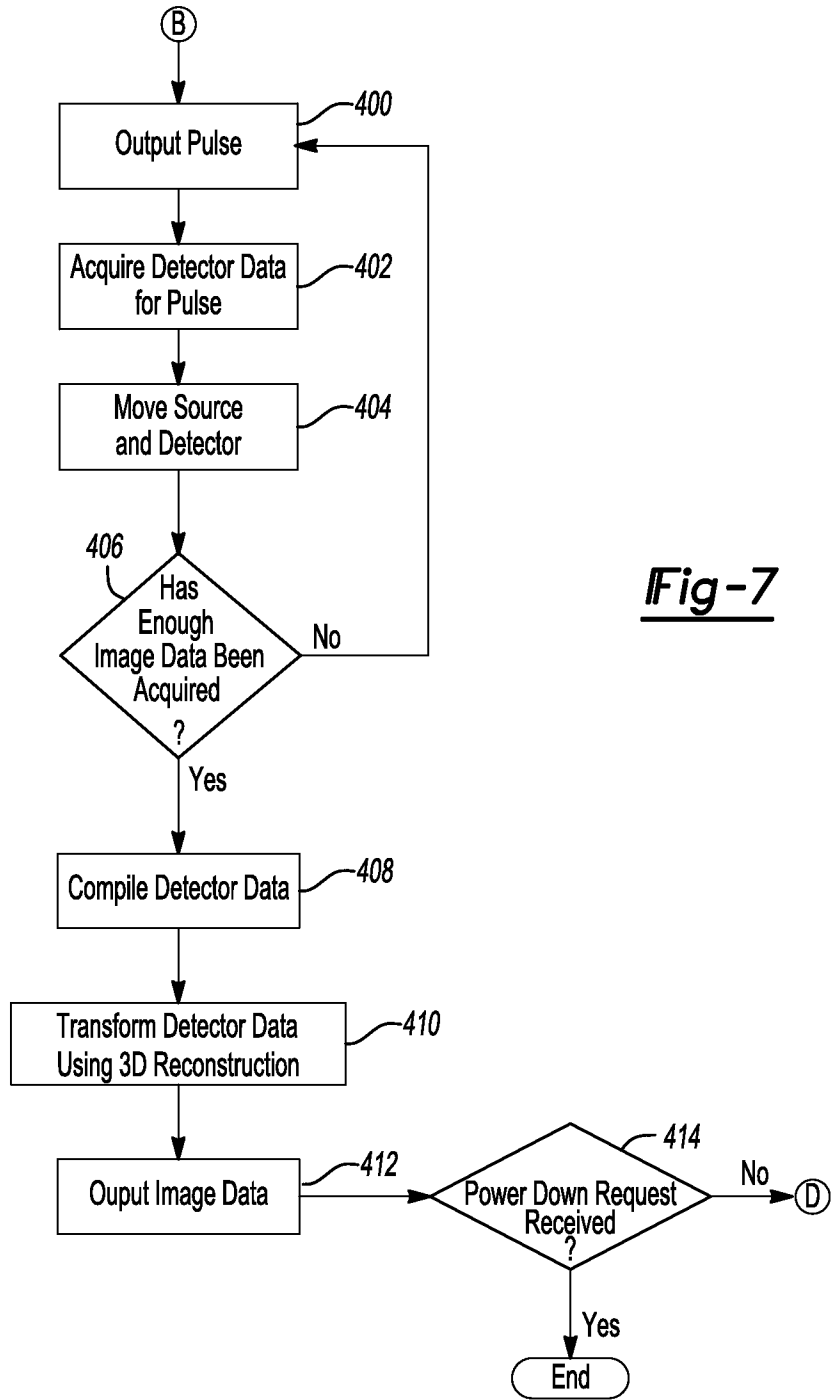 B
400
Output Pulse
Acquire Detector Data
for Pulse
402
Move Source
and Detector
404
406
Has
Enough
Image Data Been
Acquired
?
No
Fig-7
Yes
Compile Detector Data
408
Transform Detector Data
Using 3D Reconstruction
410
Ouput Image Data
412
414
Power Down Request
Received
?
No
D
Yes
End